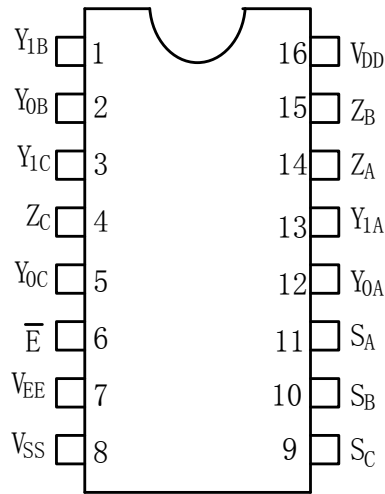 Y1B 1 16 VDD
Y0B 2 15 ZB
Y1C 3 14 ZA
ZC 4 13 Y1A
Y0C 5 12 Y0A
E̅ 6 11 SA
VEE 7 10 SB
VSS 8 9 SC